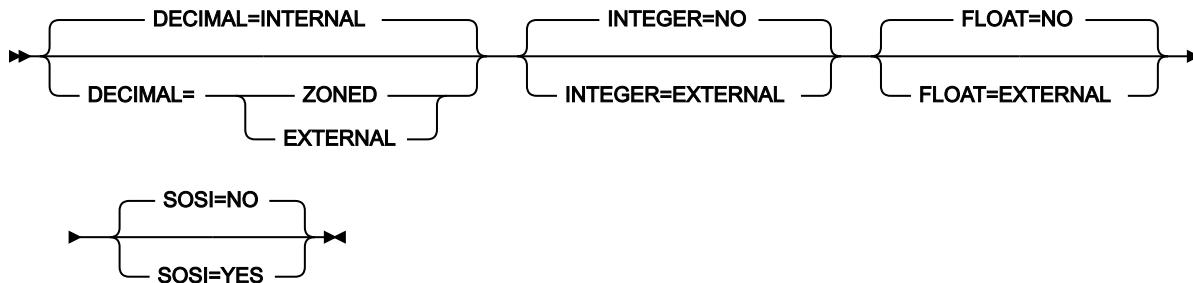 DECIMAL=INTERNAL
INTEGER=NO
FLOAT=NO
DECIMAL=
ZONED
EXTERNAL
INTEGER=EXTERNAL
FLOAT=EXTERNAL
SOSI=NO
SOSI=YES